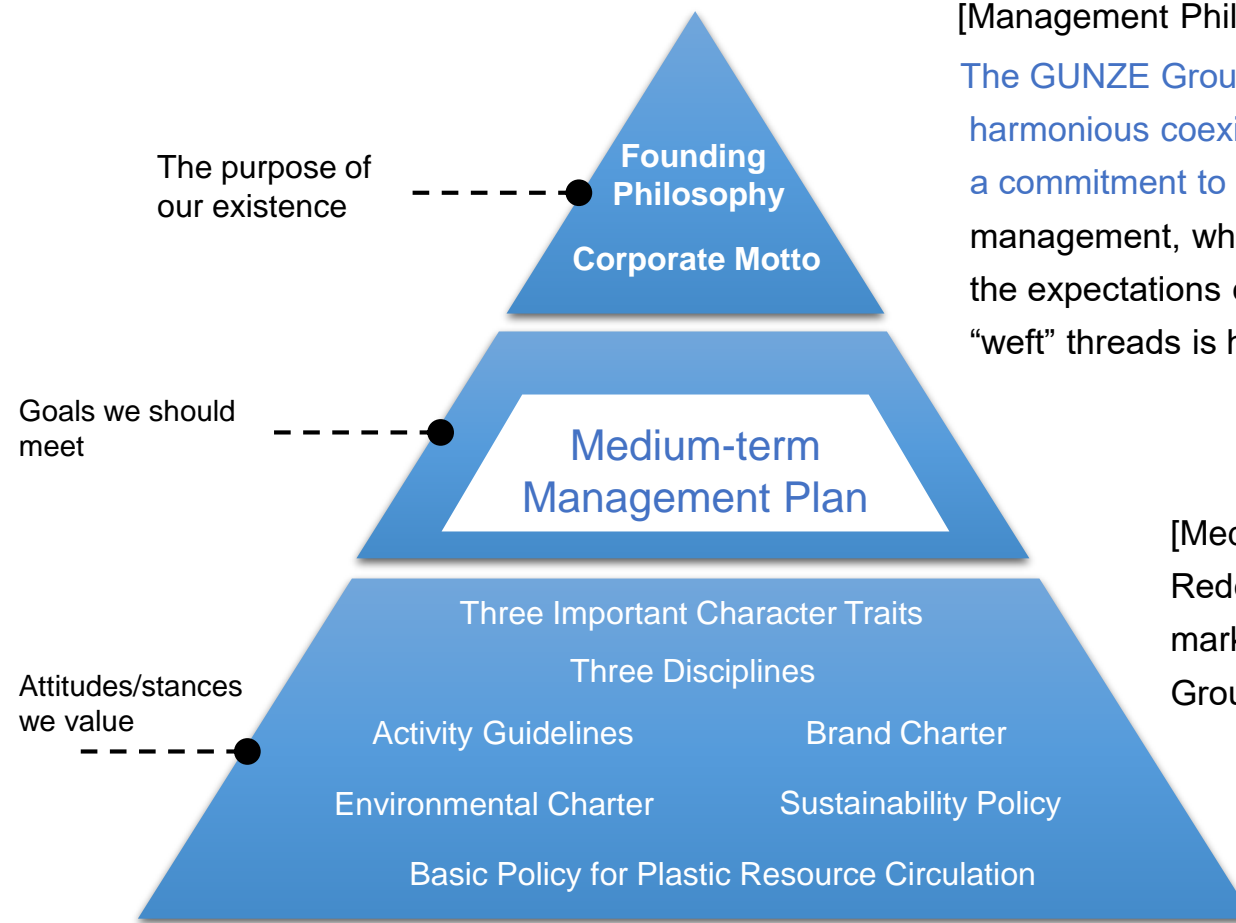 [Management Phil
The GUNZE Grou
harmonious coexi
a commitment to
management, wh
the expectations
“weft” threads is
The purpose of
our existence
Founding
Philosophy
Corporate Motto
Goals we should
meet
Medium-term
Management Plan
[Med
Rede
mark
Grou
Attitudes/stances
we value
Three Important Character Traits
Three Disciplines
Activity Guidelines
Brand Charter
Environmental Charter
Sustainability Policy
Basic Policy for Plastic Resource Circulation